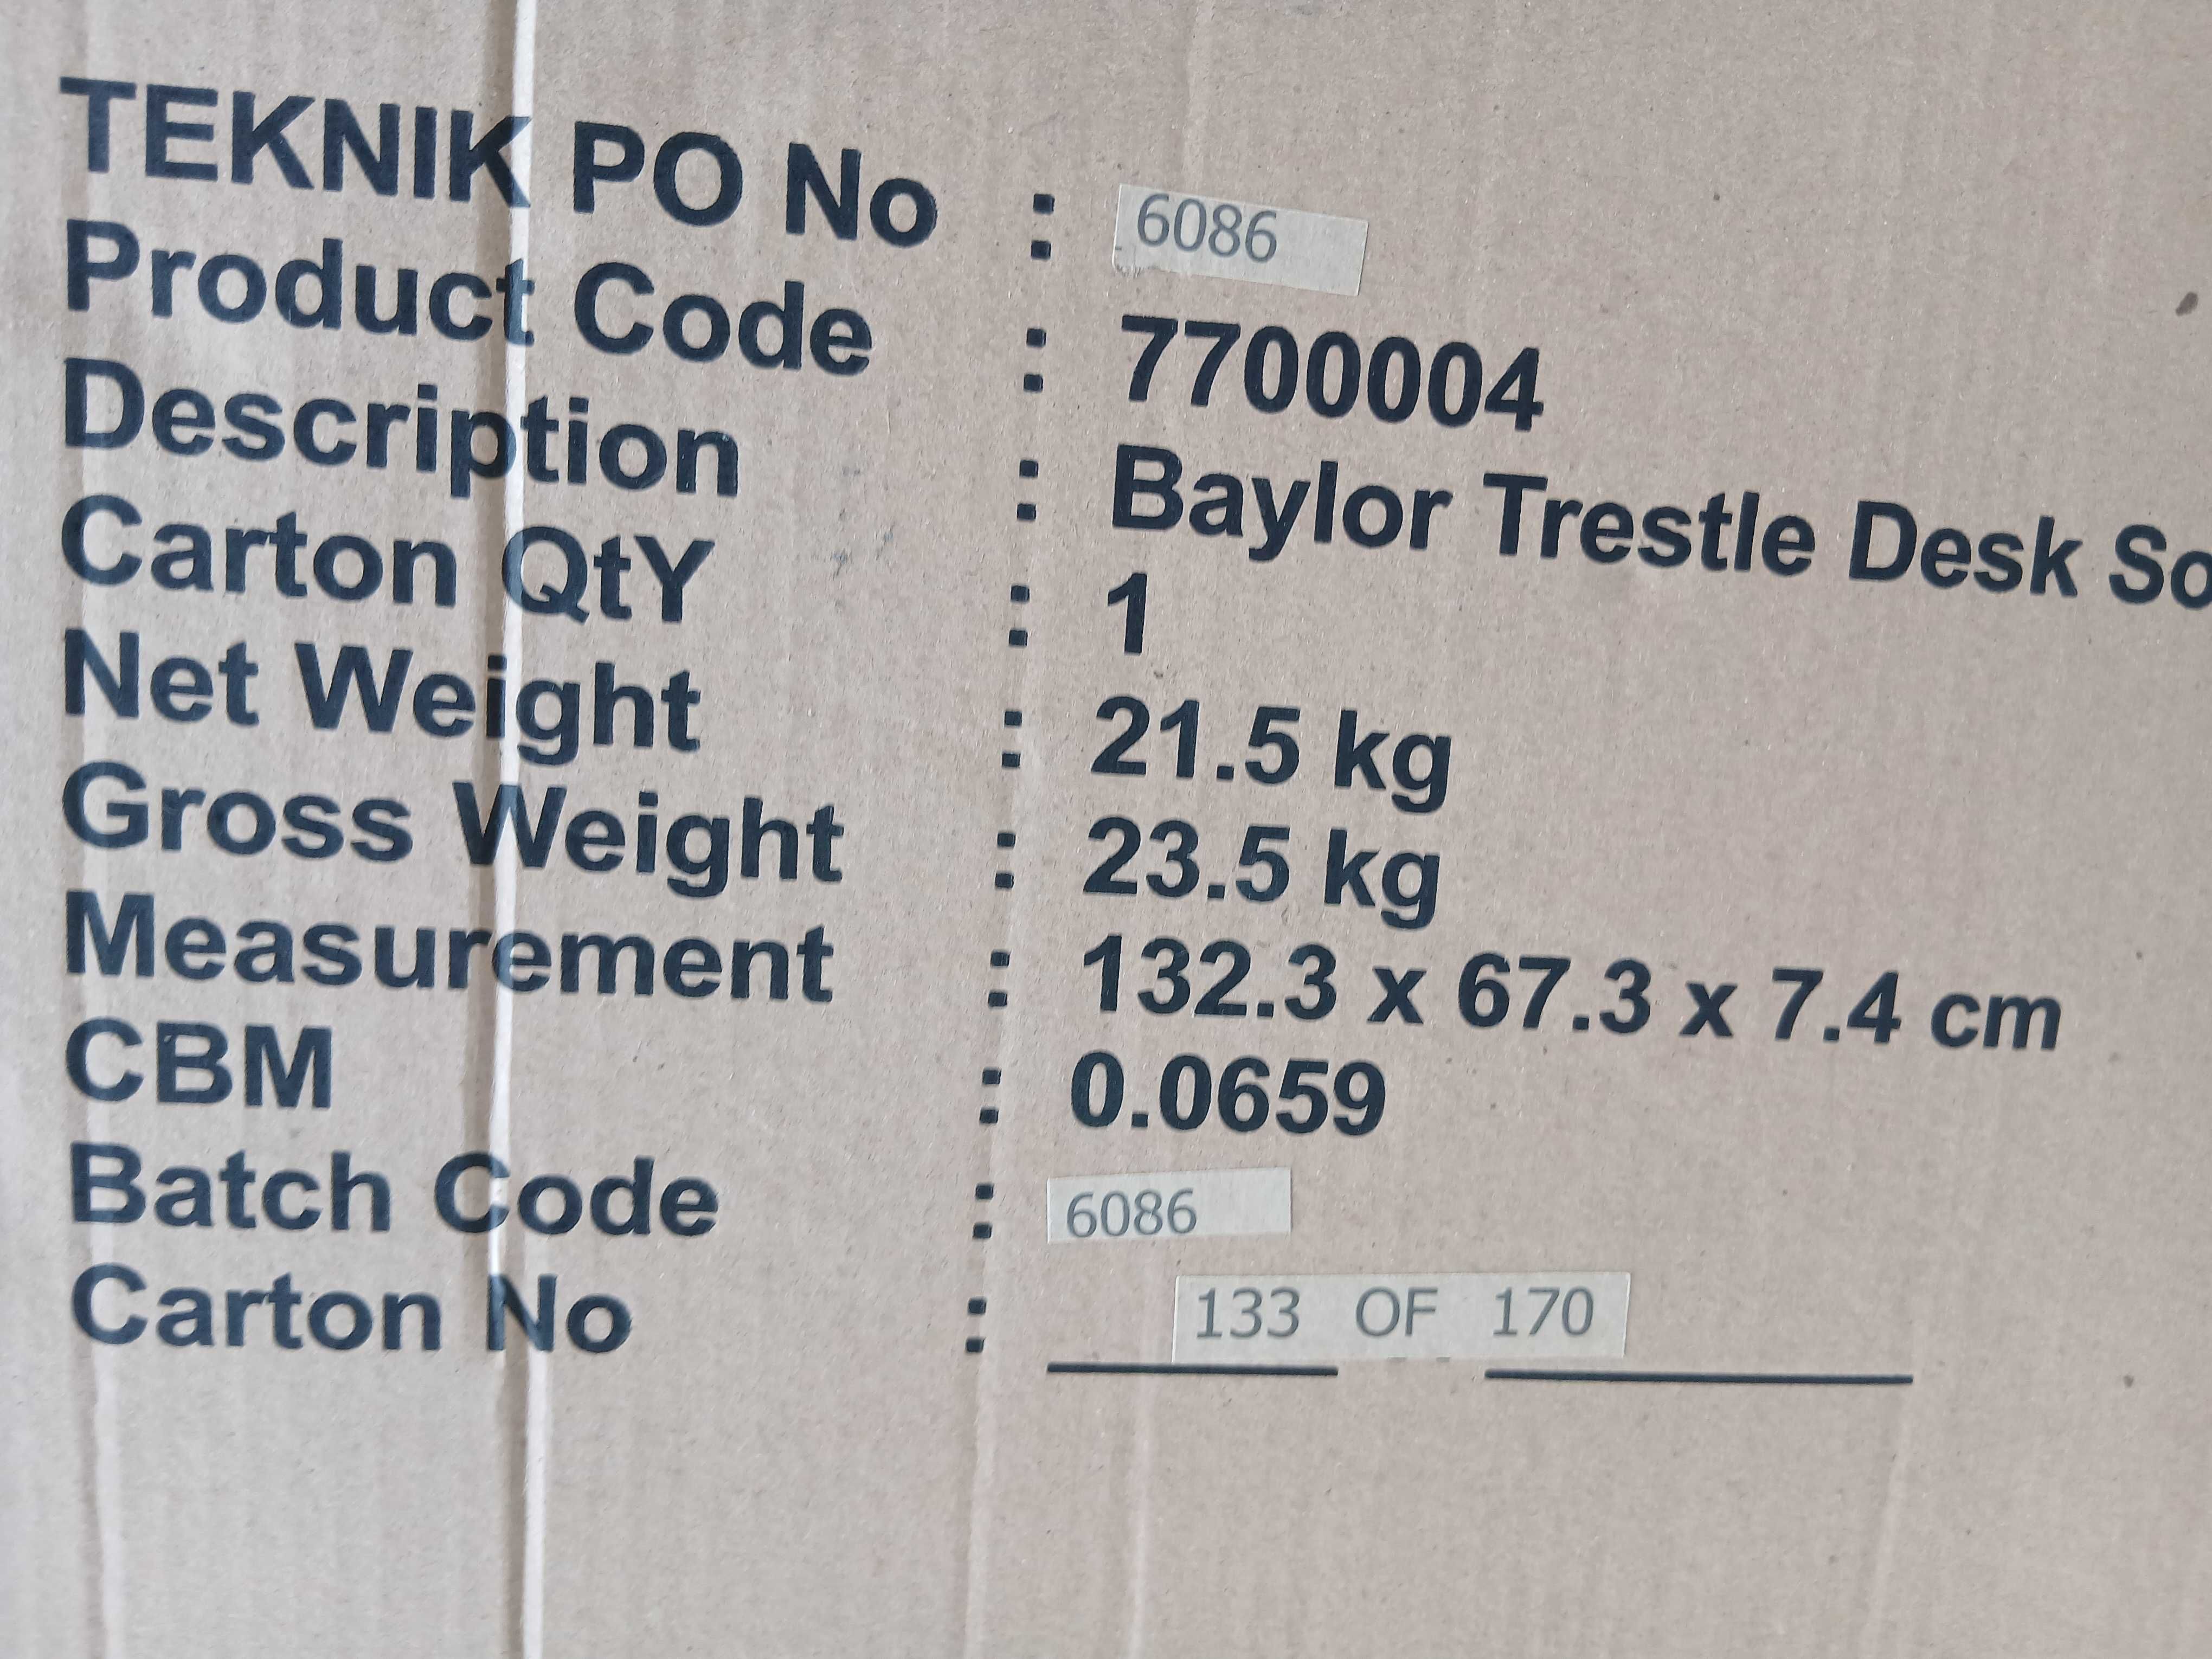 TEKNIK PO No : 6086
Product Code : 7700004
Description : Baylor Trestle Desk So
Carton QtY : 1
Net Weight : 21.5 kg
Gross Weight : 23.5 kg
Measurement : 132.3 x 67.3 x 7.4 cm
CBM : 0.0659
Batch Code : 6086
Carton No : 133 OF 170